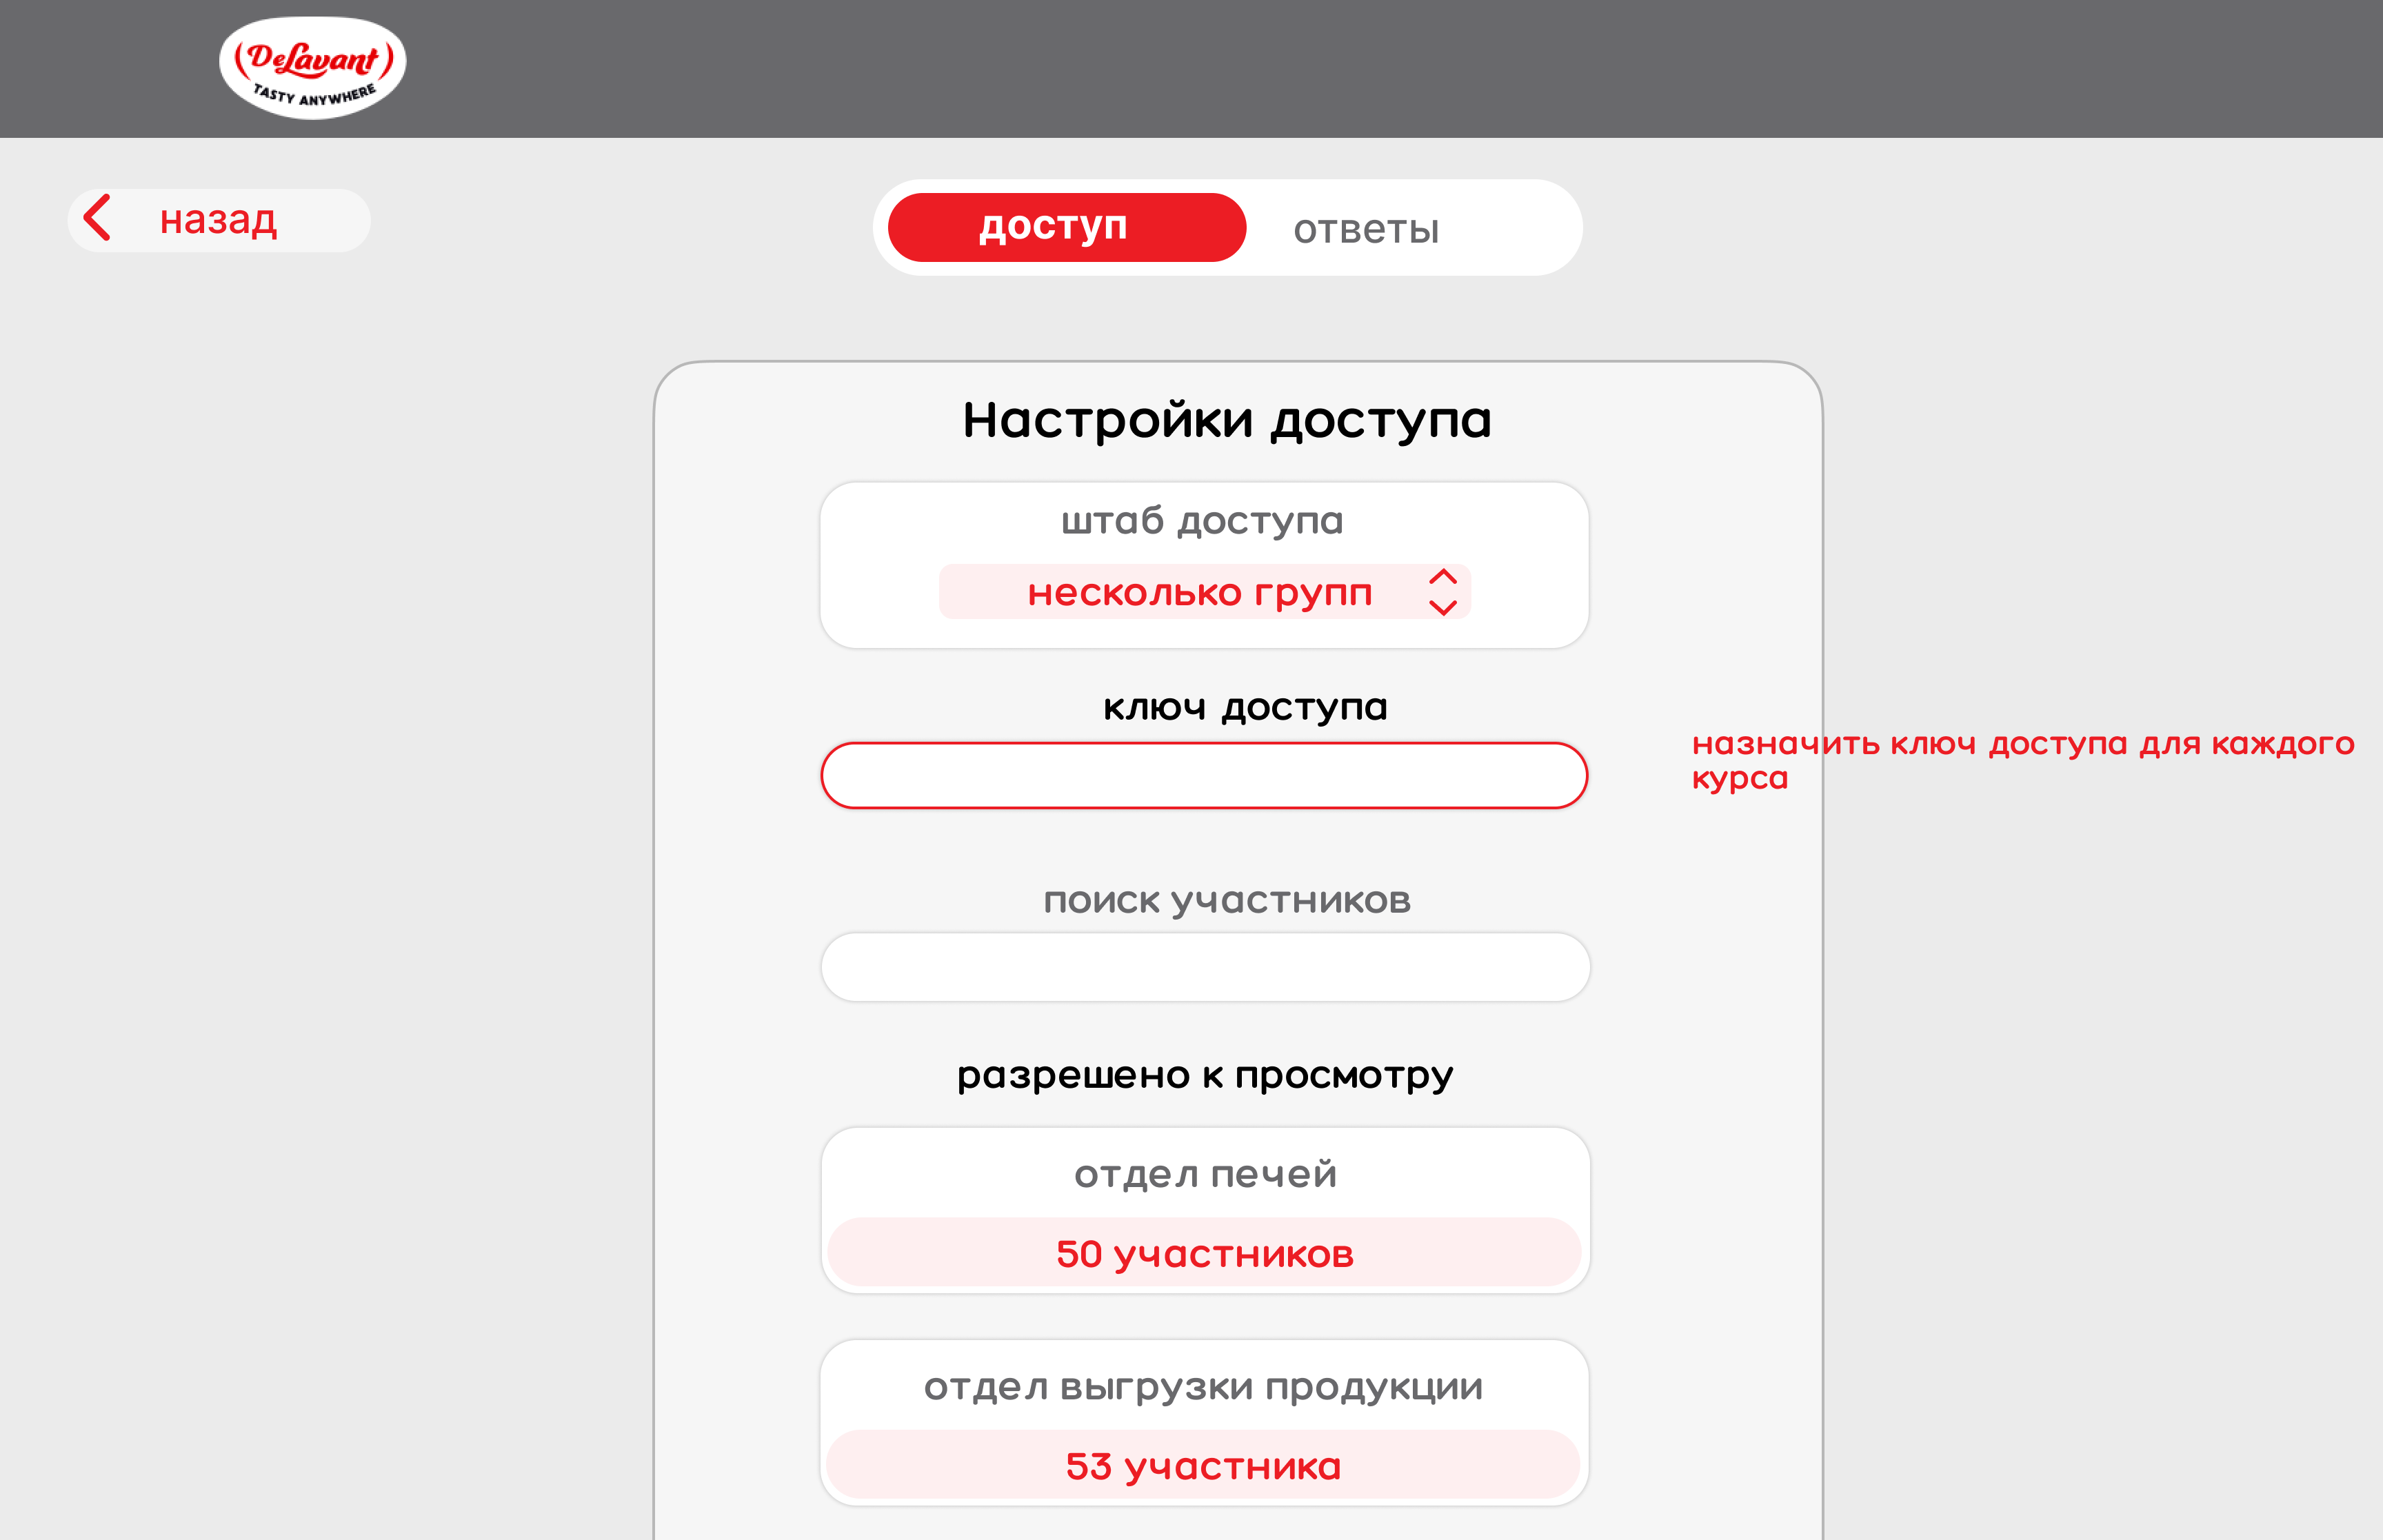 DeLavant
TASTY ANYWHERE
назад
доступ
ответы
Настройки доступа
штаб доступа
несколько групп
ключ доступа
назначить ключ доступа для каждого
курса
поиск участников
разрешено к просмотру
отдел печей
50 участников
отдел выгрузки продукции
53 участника